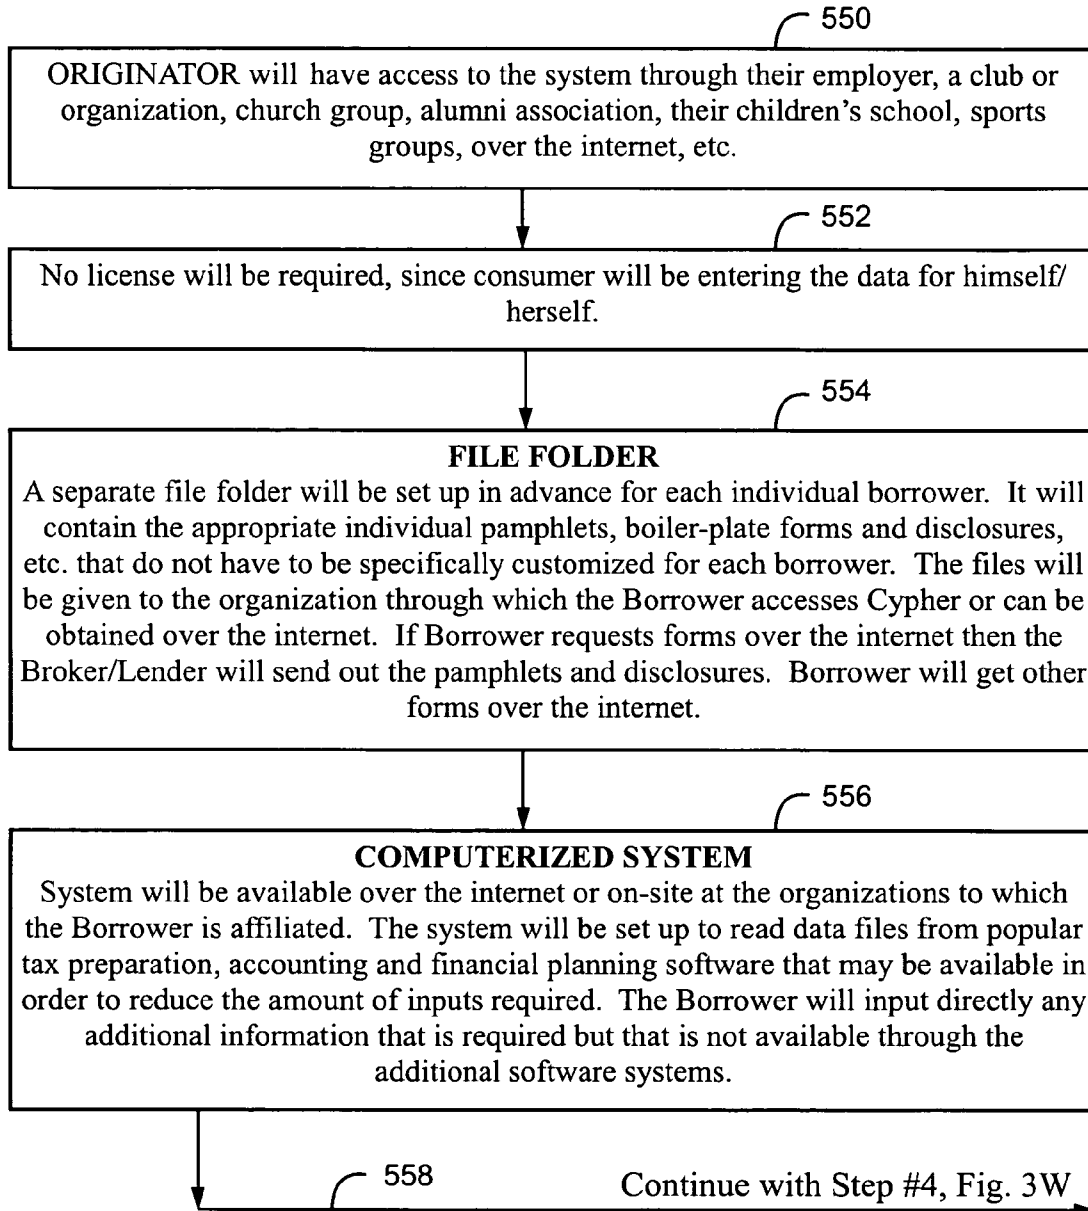 550
ORIGINATOR will have access to the system through their employer, a club or
organization, church group, alumni association, their children's school, sports
groups, over the internet, etc.
552
No license will be required, since consumer will be entering the data for himself/
herself.
554
FILE FOLDER
A separate file folder will be set up in advance for each individual borrower. It will
contain the appropriate individual pamphlets, boiler-plate forms and disclosures,
etc. that do not have to be specifically customized for each borrower. The files will
be given to the organization through which the Borrower accesses Cypher or can be
obtained over the internet. If Borrower requests forms over the internet then the
Broker/Lender will send out the pamphlets and disclosures. Borrower will get other
forms over the internet.
556
COMPUTERIZED SYSTEM
System will be available over the internet or on-site at the organizations to which
the Borrower is affiliated. The system will be set up to read data files from popular
tax preparation, accounting and financial planning software that may be available in
order to reduce the amount of inputs required. The Borrower will input directly any
additional information that is required but that is not available through the
additional software systems.
558
Continue with Step #4, Fig. 3W